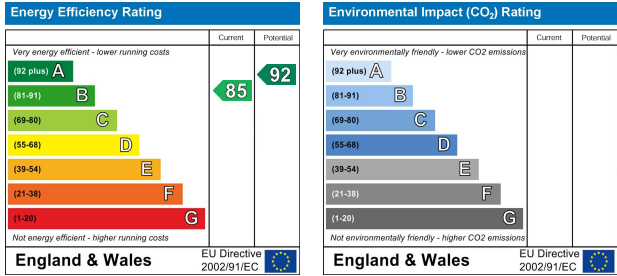 Energy Efficiency Rating
Current Potential
Very energy efficient - lower running costs
(92 plus) A
(81-91) B
(69-80) C
(55-68) D
(39-54) E
(21-38) F
(1-20) G
85
92
Not energy efficient - higher running costs
England & Wales
EU Directive
2002/91/EC
Environmental Impact (CO2) Rating
Current Potential
Very environmentally friendly - lower CO2 emissions
(92 plus) A
(81-91) B
(69-80) C
(55-68) D
(39-54) E
(21-38) F
(1-20) G
Not environmentally friendly - higher CO2 emissions
England & Wales
EU Directive
2002/91/EC